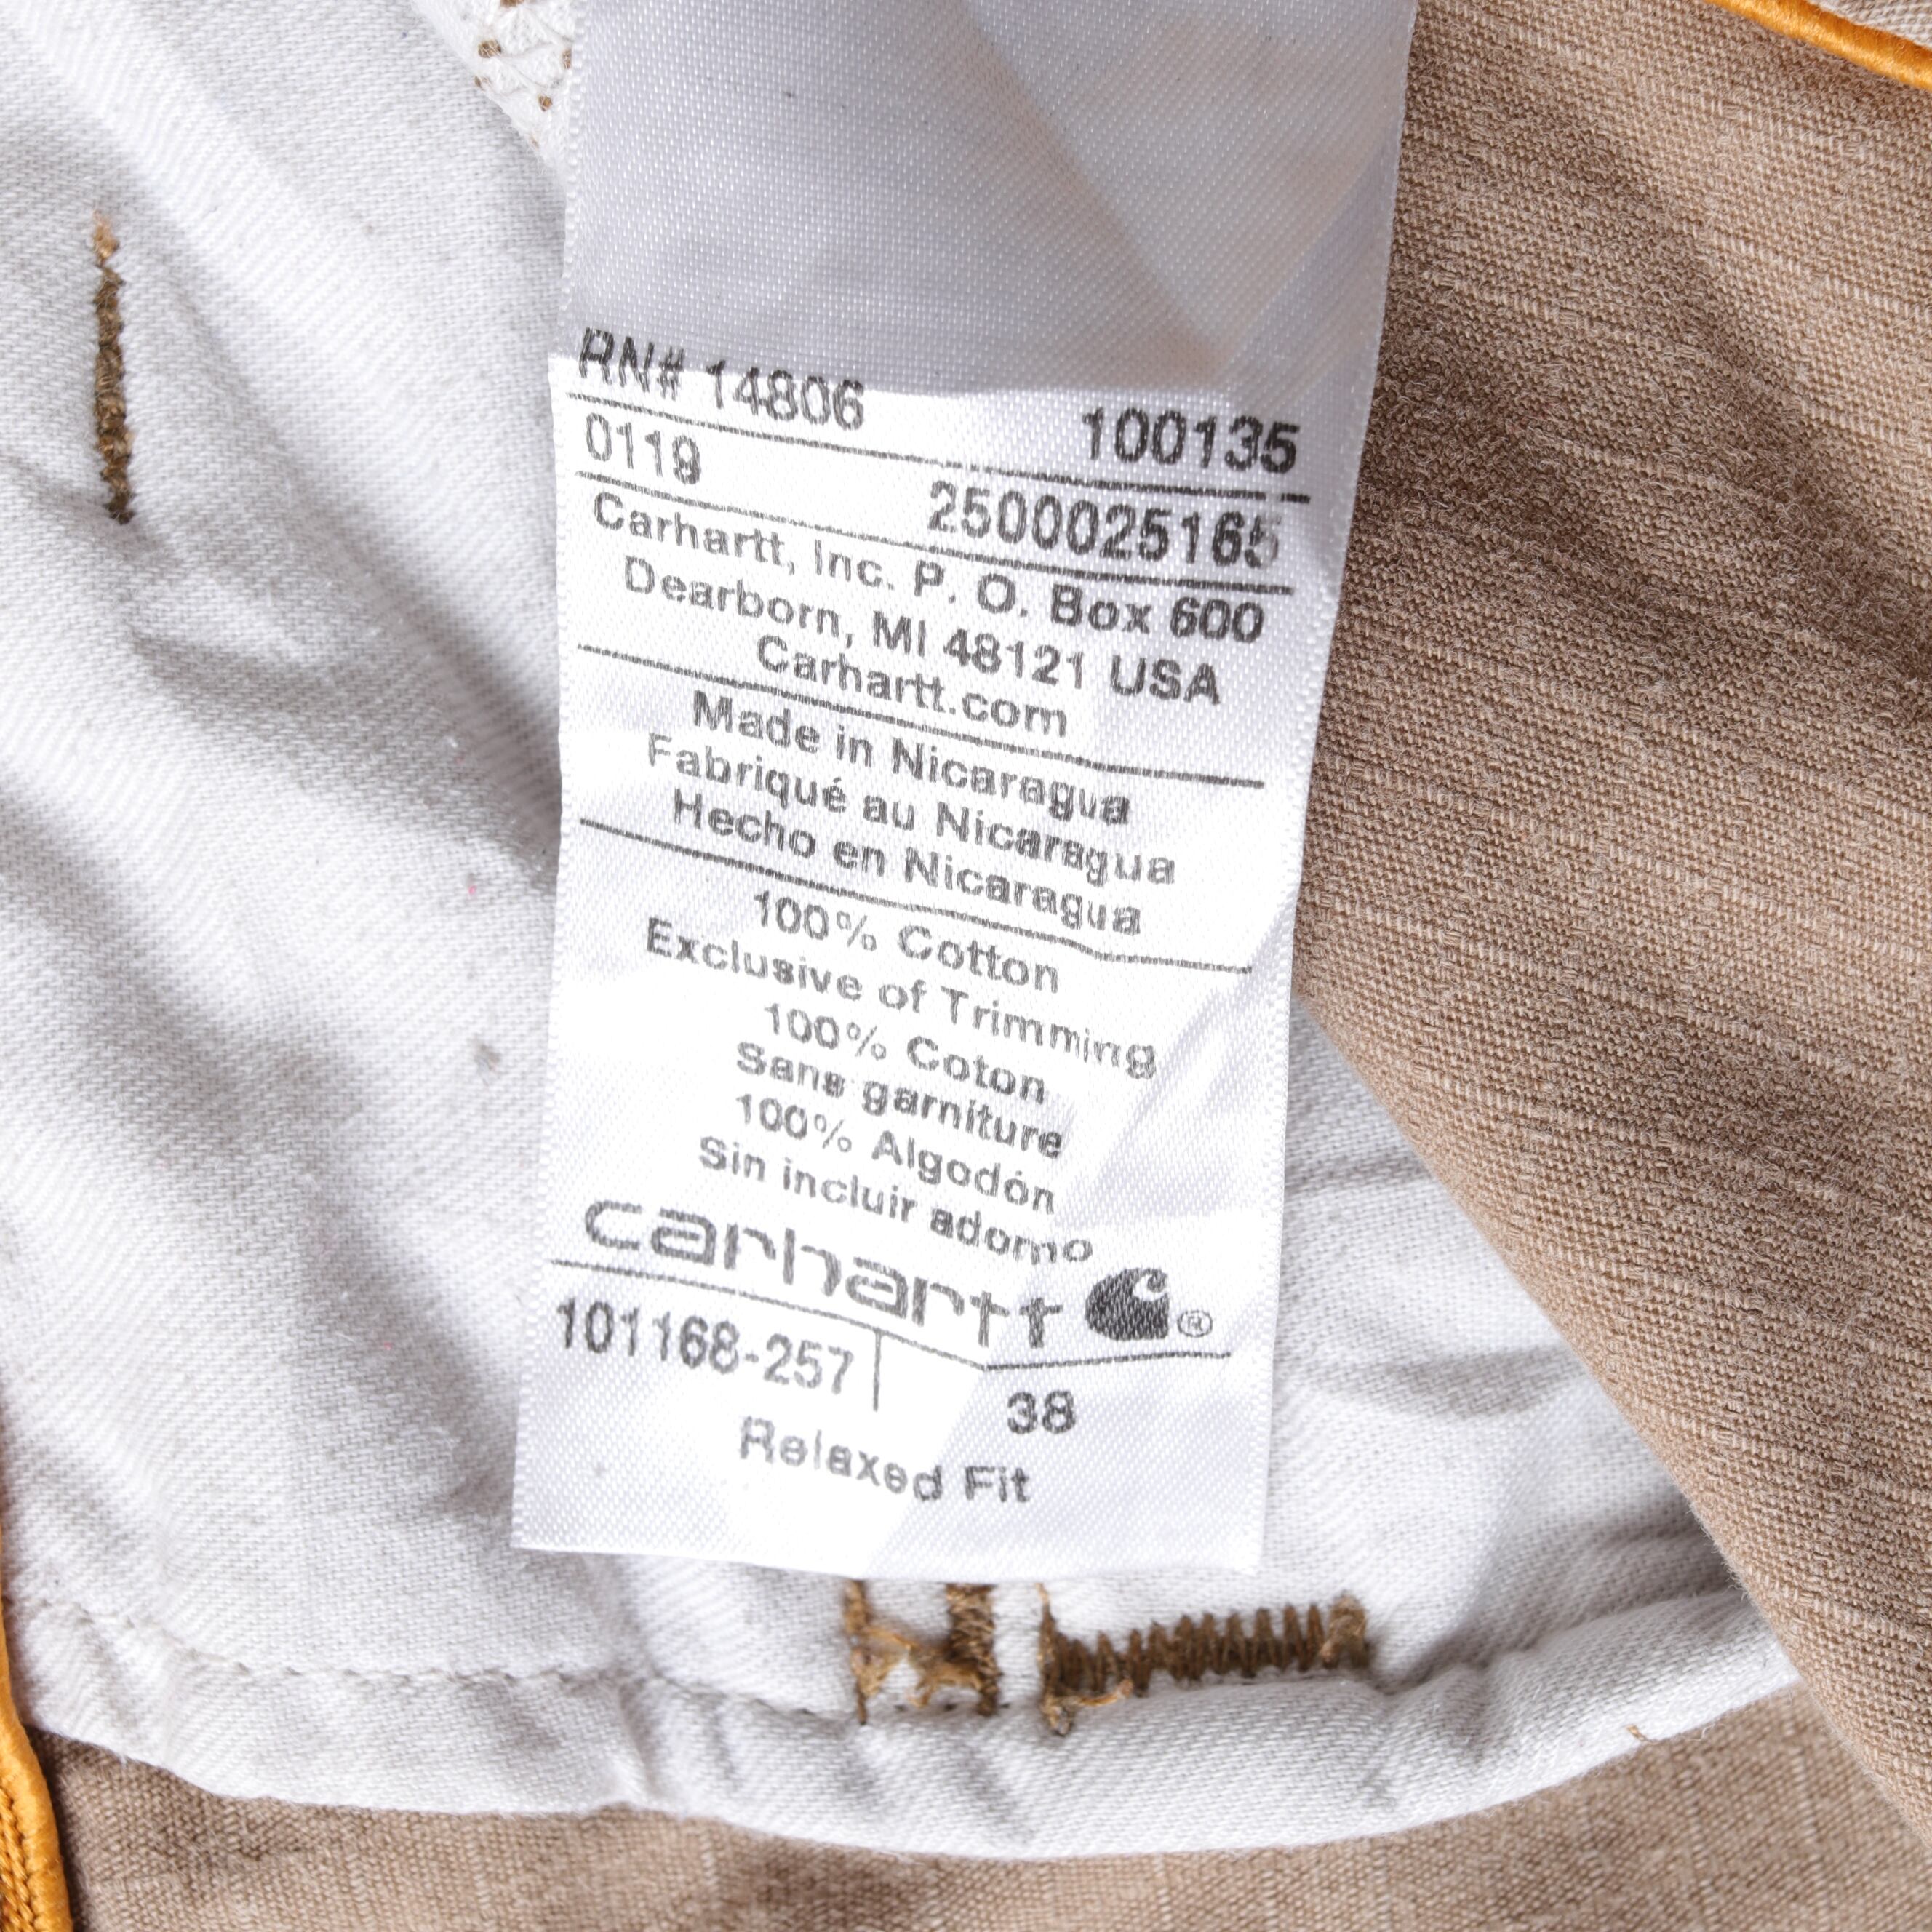 RN# 14806 100135
0119 2500025165
Carhartt, Inc. P. O. Box 600
Dearborn, MI 48121 USA
Carhartt.com
Made in Nicaragua
Fabriqué au Nicaragua
Hecho en Nicaragua
100% Cotton
Exclusive of Trimming
100% Coton
Sans garniture
100% Algodón
Sin incluir adorno
carhartt ®
101168-257 38
Relaxed Fit